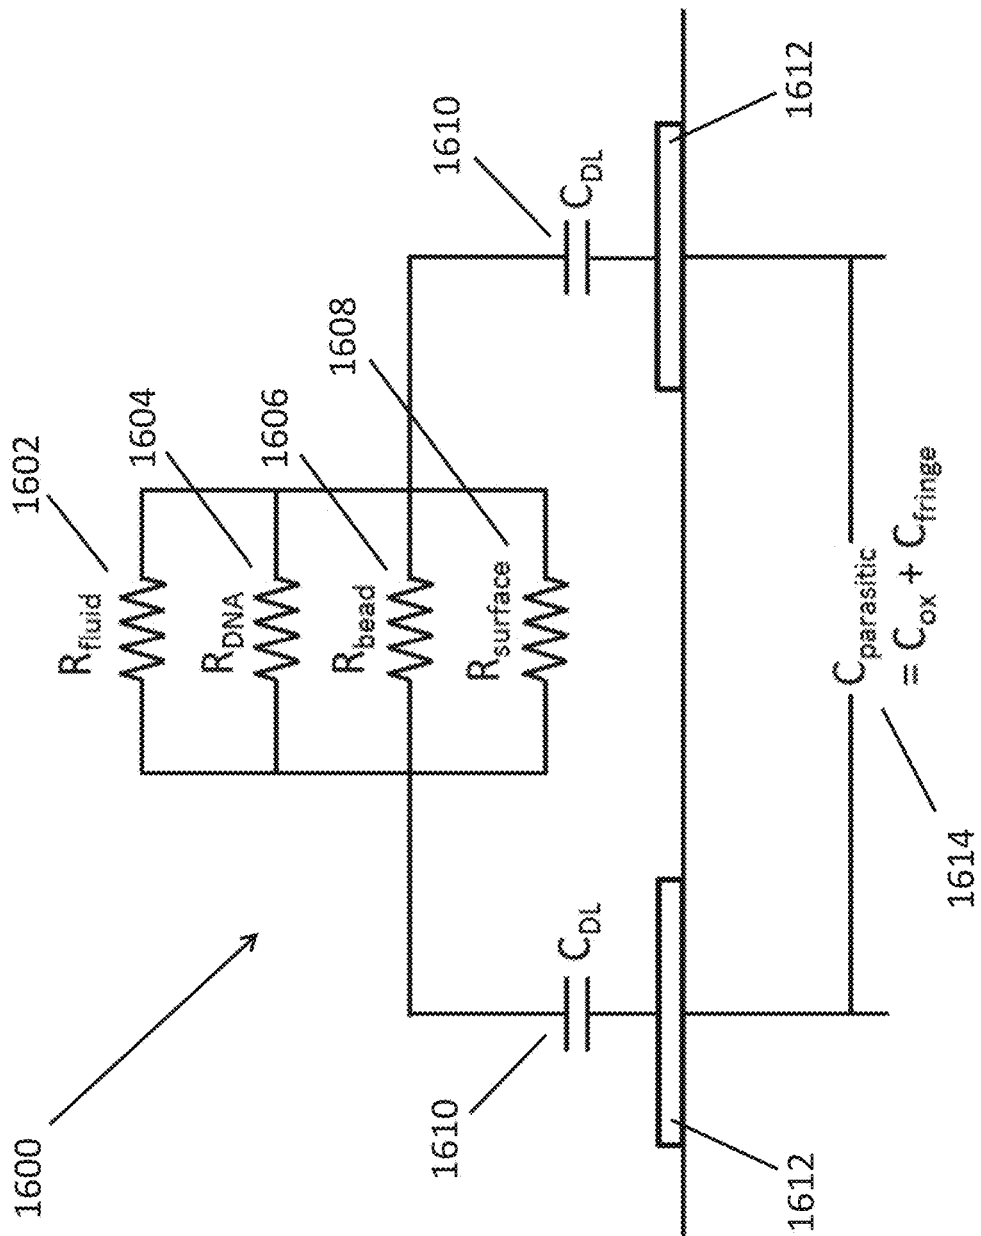 1600
1602
R_fluid
1604
R_DNA
1606
R_bead
1608
R_surface
1610
C_DL
1610
C_DL
1612
1612
C_parasitic
= C_ox + C_fringe
1614